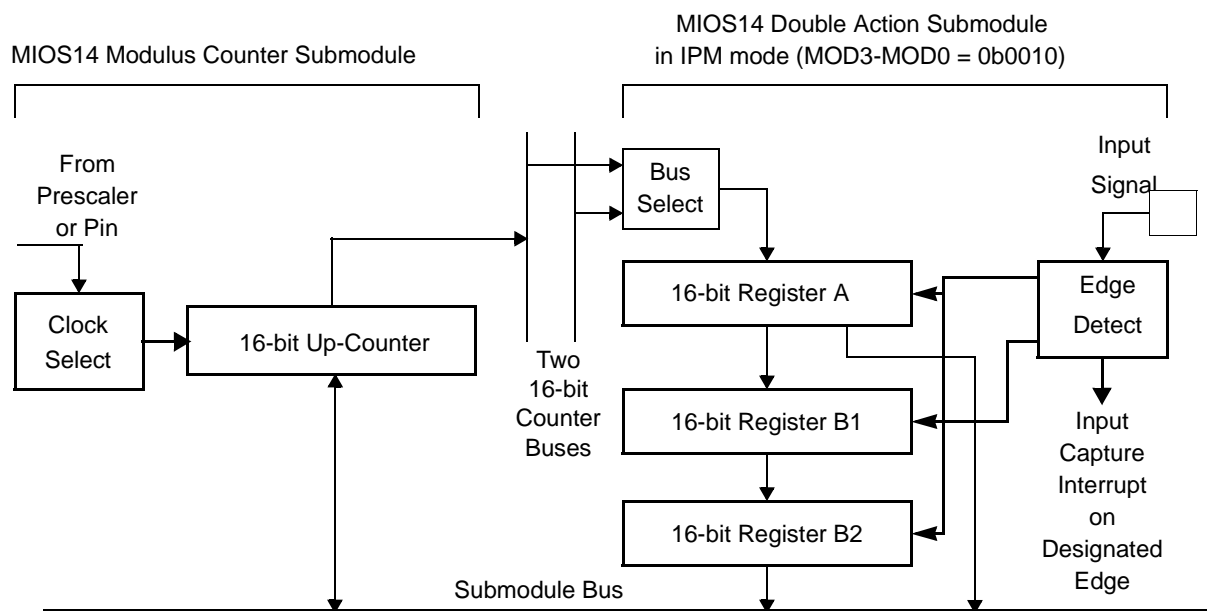 MIOS14 Modulus Counter Submodule
MIOS14 Double Action Submodule
in IPM mode (MOD3-MOD0 = 0b0010)
From
Prescaler
or Pin
Clock
Select
16-bit Up-Counter
Two
16-bit
Counter
Buses
Bus
Select
16-bit Register A
16-bit Register B1
16-bit Register B2
Input
Signal
Edge
Detect
Input
Capture
Interrupt
on
Designated
Edge
Submodule Bus